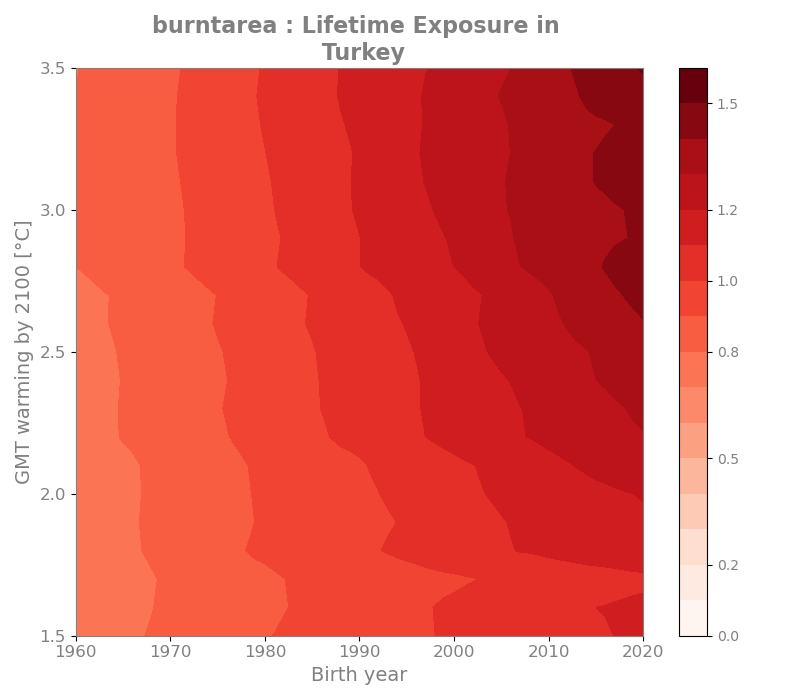 burntarea : Lifetime Exposure in
Turkey
3.5
3.0
2.5
2.0
1.5
GMT warming by 2100 [°C]
1960 1970 1980 1990 2000 2010 2020
Birth year
1.5
1.2
1.0
0.8
0.5
0.2
0.0